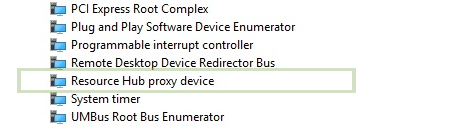 PCI Express Root Complex
Plug and Play Software Device Enumerator
Programmable interrupt controller
Remote Desktop Device Redirector Bus
Resource Hub proxy device
System timer
UMBus Root Bus Enumerator